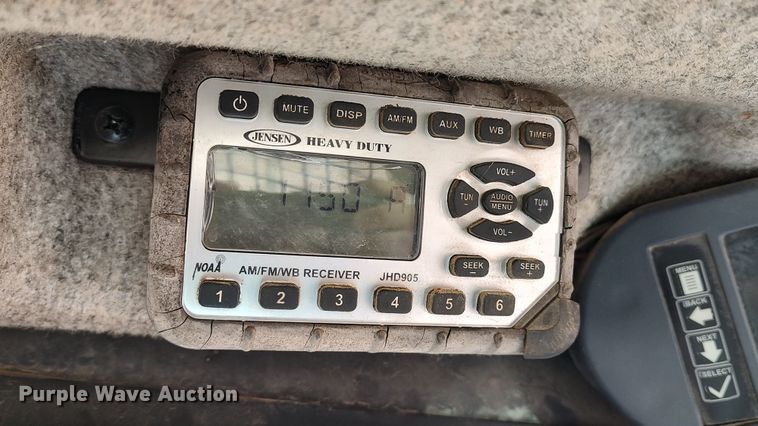 MUTE DISP AM/FM AUX WB TIMER
JENSEN HEAVY DUTY
VOL+
TUN - AUDIO MENU TUN +
VOL-
SEEK - SEEK +
NOAA AM/FM/WB RECEIVER JHD905
1 2 3 4 5 6
MENU
BACK
NEXT
SELECT
Purple Wave Auction